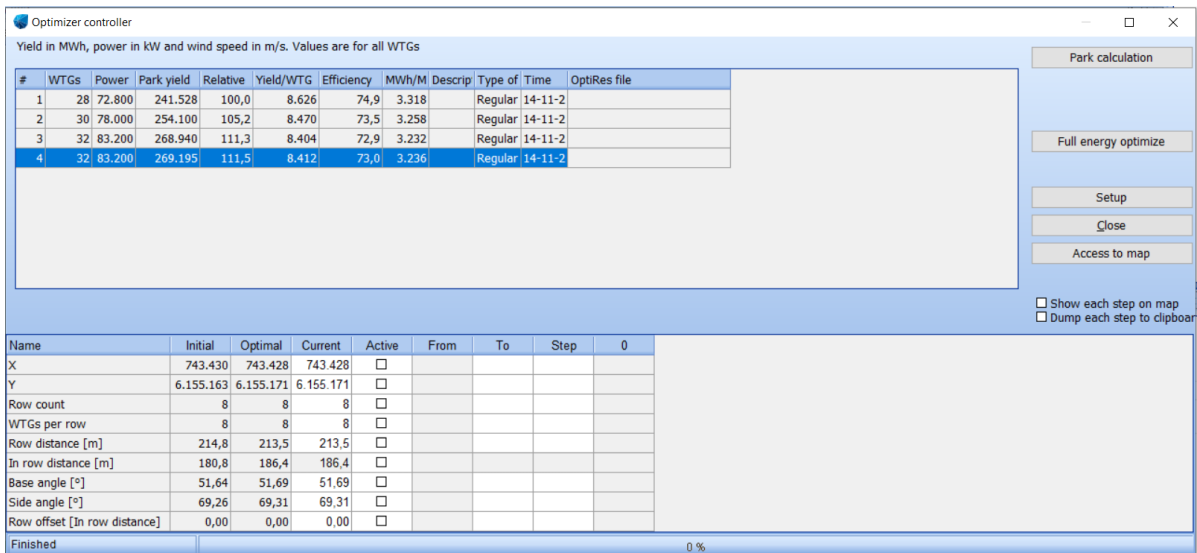 Optimizer controller
Yield in MWh, power in kW and wind speed in m/s. Values are for all WTGs
# WTGs Power Park yield Relative Yield/WTG Efficiency MWh/M Descrip Type of Time OptiRes file
1 28 72.800 241.528 100,0 8.626 74,9 3.318 Regular 14-11-2
2 30 78.000 254.100 105,2 8.470 73,5 3.258 Regular 14-11-2
3 32 83.200 268.940 111,3 8.404 72,9 3.232 Regular 14-11-2
4 32 83.200 269.195 111,5 8.412 73,0 3.236 Regular 14-11-2
Park calculation
Full energy optimize
Setup
Close
Access to map
Show each step on map
Dump each step to clipboar
Name Initial Optimal Current Active From To Step 0
X 743.430 743.428 743.428
Y 6.155.163 6.155.171 6.155.171
Row count 8 8 8
WTGs per row 8 8 8
Row distance [m] 214,8 213,5 213,5
In row distance [m] 180,8 186,4 186,4
Base angle [°] 51,64 51,69 51,69
Side angle [°] 69,26 69,31 69,31
Row offset [In row distance] 0,00 0,00 0,00
Finished 0 %